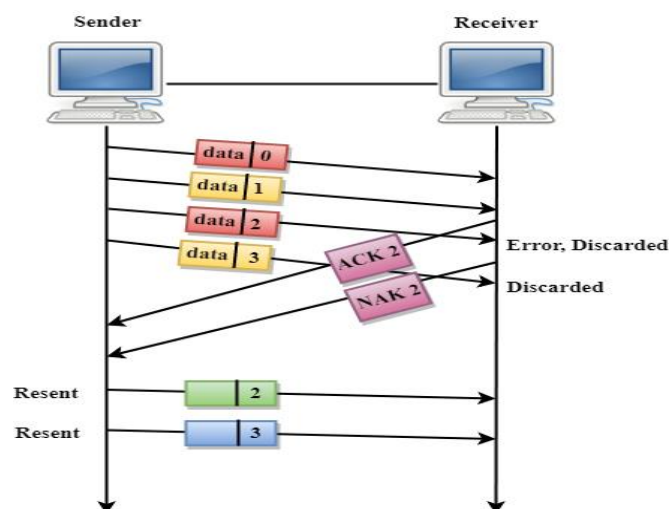 Sender
Receiver
data 0
data 1
data 2
data 3
ACK 2
Error, Discarded
NAK 2
Discarded
Resent
2
Resent
3